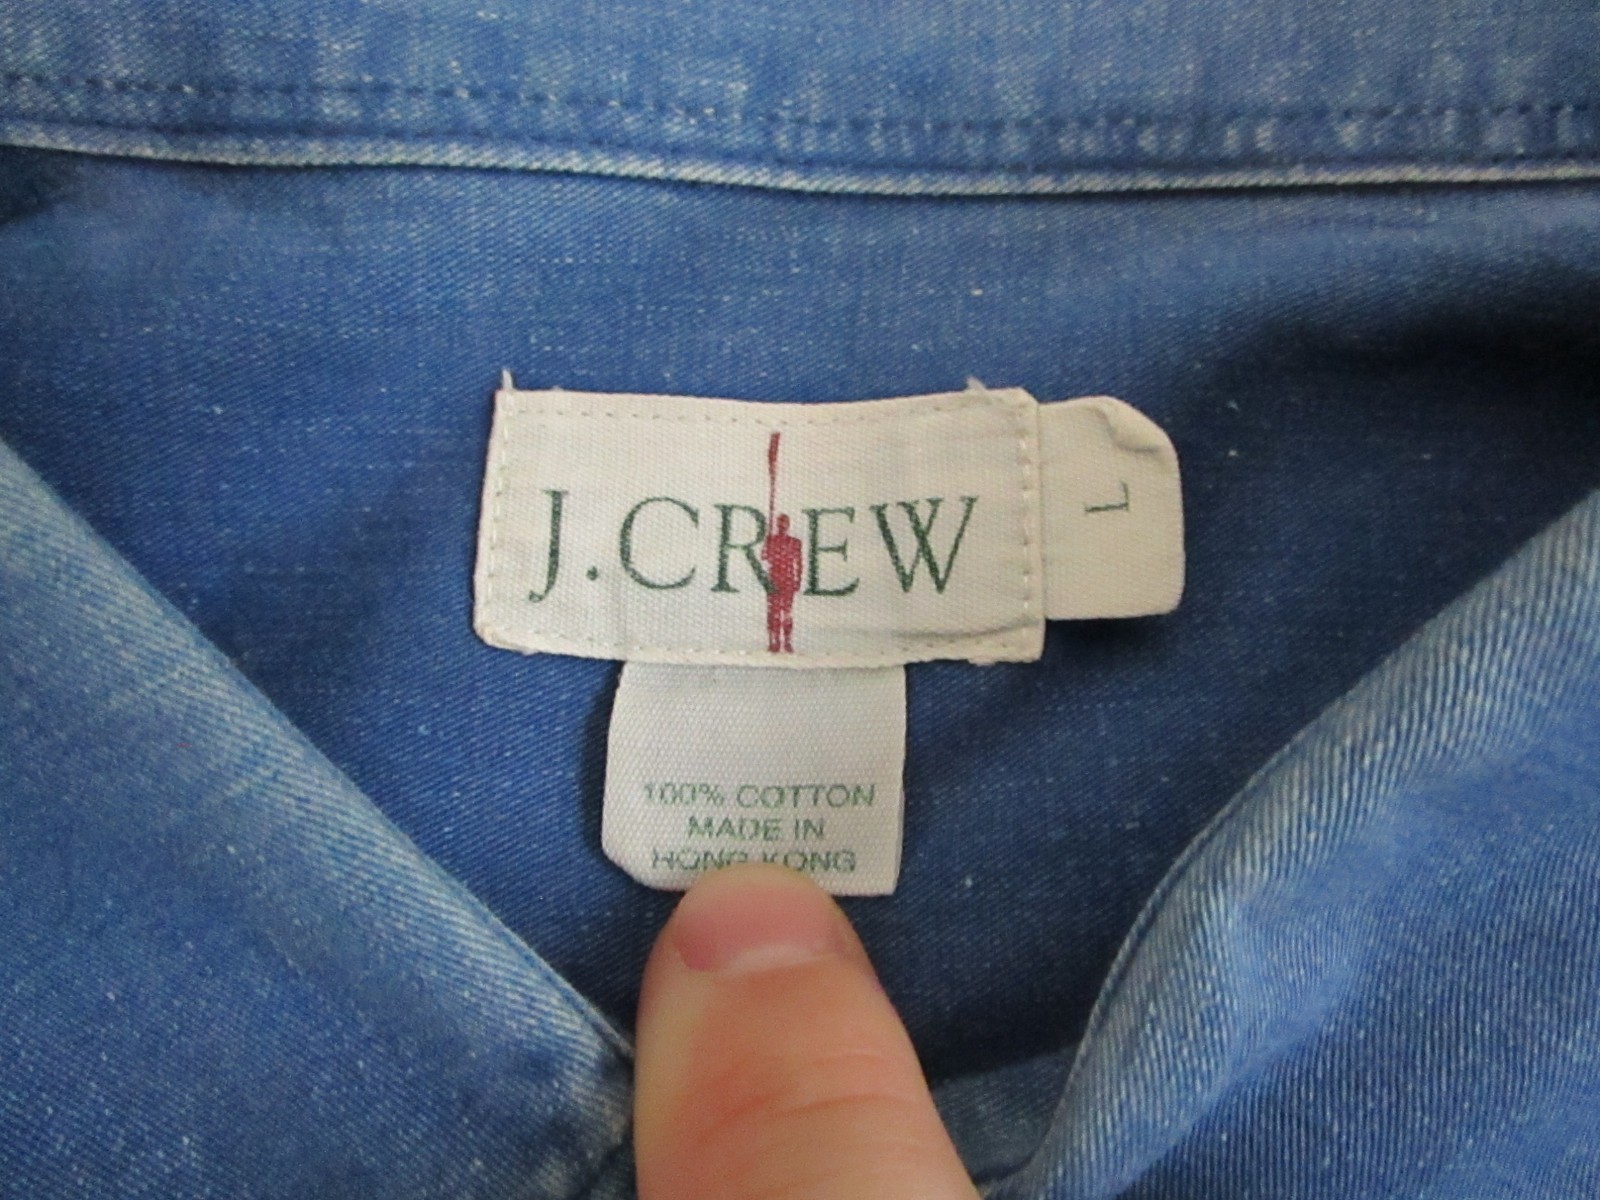 J.CREW
L
100% COTTON
MADE IN
HONG KONG